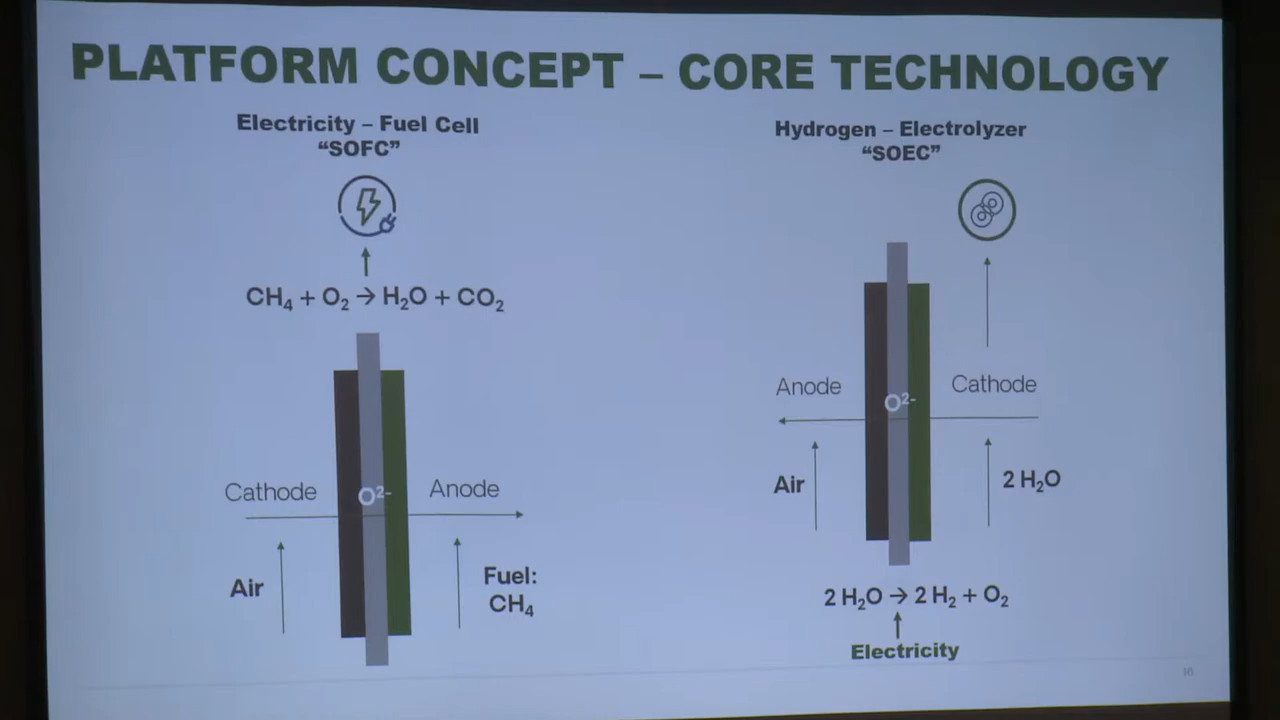 PLATFORM CONCEPT – CORE TECHNOLOGY
Electricity – Fuel Cell
“SOFC”
CH₄ + O₂ → H₂O + CO₂
Cathode
O²⁻
Anode
Air
Fuel:
CH₄
Hydrogen – Electrolyzer
“SOEC”
Anode
O²⁻
Cathode
Air
2 H₂O
2 H₂O → 2 H₂ + O₂
Electricity
16